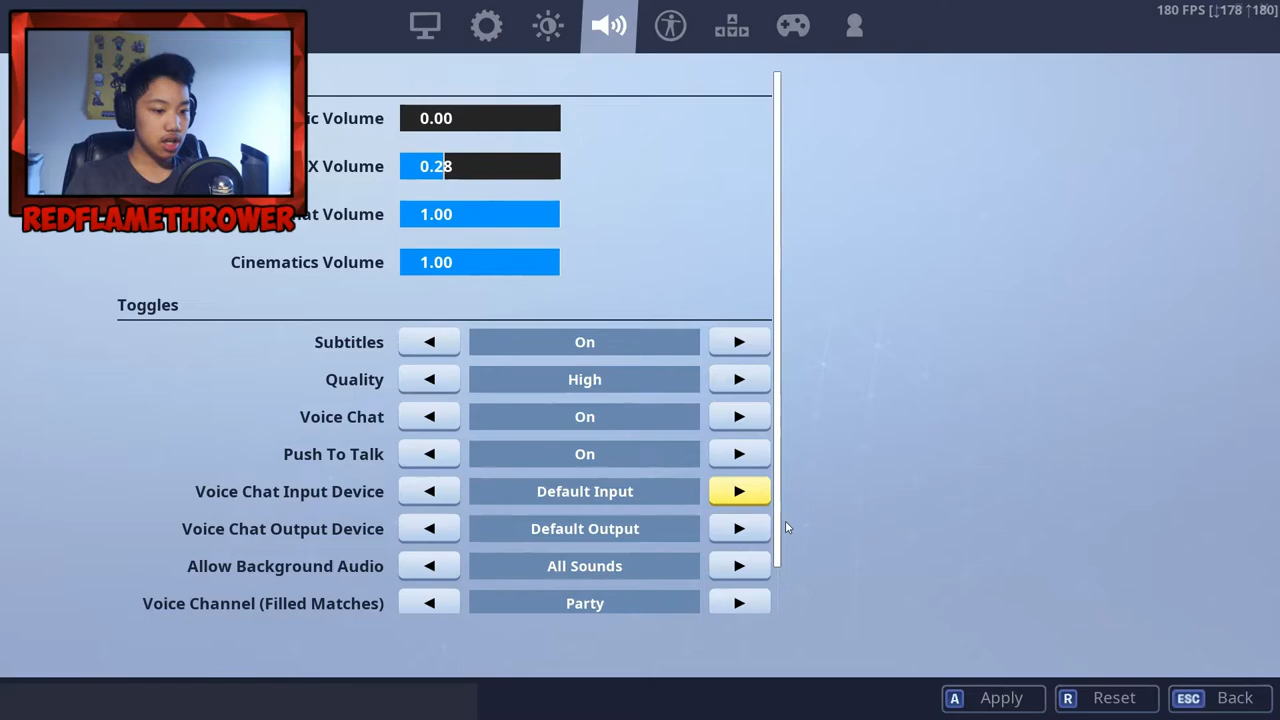 180 FPS [↓178 ↑180]
ic Volume 0.00
X Volume 0.28
REDFLAMETHROWER
at Volume 1.00
Cinematics Volume 1.00
Toggles
Subtitles ◀ On ▶
Quality ◀ High ▶
Voice Chat ◀ On ▶
Push To Talk ◀ On ▶
Voice Chat Input Device ◀ Default Input ▶
Voice Chat Output Device ◀ Default Output ▶
Allow Background Audio ◀ All Sounds ▶
Voice Channel (Filled Matches) ◀ Party ▶
A Apply R Reset ESC Back